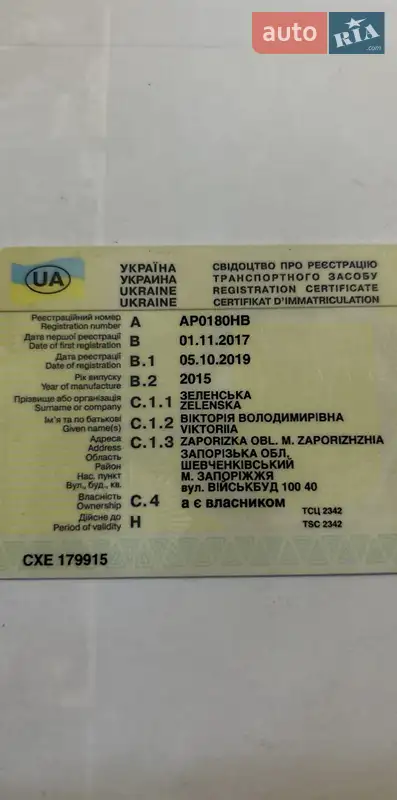 auto RIA .com
УКРАЇНА СВІДОЦТВО ПРО РЕЄСТРАЦІЮ
УКРАИНА ТРАНСПОРТНОГО ЗАСОБУ
UKRAINE REGISTRATION CERTIFICATE
UKRAINE CERTIFIKAT D'IMMATRICULATION
UA
Реєстраційний номер
Registration number A AP0180HB
Дата першої реєстрації
Date of first registration B 01.11.2017
Дата реєстрації
Date of registration B.1 05.10.2019
Рік випуску
Year of manufacture B.2 2015
Прізвище або організація C.1.1 ЗЕЛЕНСЬКА
Surname or company ZELENSKA
Ім'я та по батькові C.1.2 ВІКТОРІЯ ВОЛОДИМИРІВНА
Given name(s) VIKTORIIA
Адреса C.1.3 ZAPORIZKA OBL. M. ZAPORIZHZHIA
Address
Область ЗАПОРІЗЬКА ОБЛ.
Район ШЕВЧЕНКІВСЬКИЙ
Нас. пункт М. ЗАПОРІЖЖЯ
Вул., буд., кв. вул. ВІЙСЬКБУД 100 40
Власність
Ownership C.4 а є власником
Дійсне до ТСЦ 2342
Period of validity H TSC 2342
CXE 179915